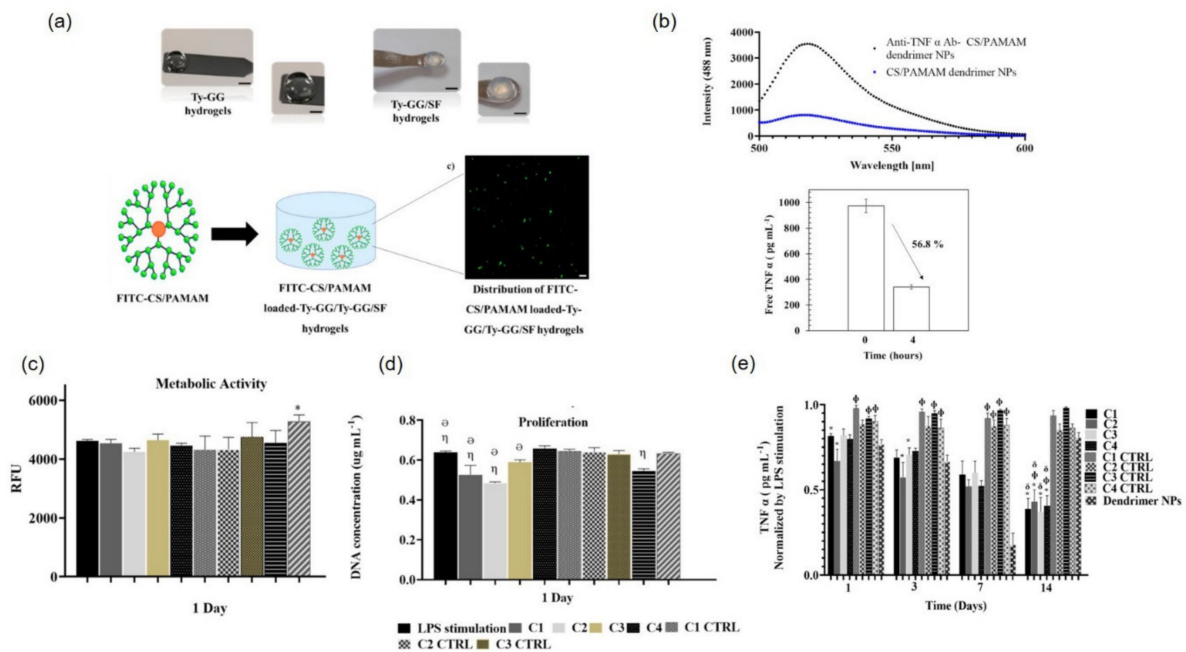 (a)
Ty-GG
hydrogels
Ty-GG/SF
hydrogels
c)
FITC-CS/PAMAM
FITC-CS/PAMAM
loaded-Ty-GG/Ty-GG/SF
hydrogels
Distribution of FITC-
CS/PAMAM loaded-Ty-
GG/Ty-GG/SF hydrogels
(b)
Intensity (488 nm)
4000
3000
2000
1000
0
500
550
600
Wavelength [nm]
Anti-TNF α Ab- CS/PAMAM
dendrimer NPs
CS/PAMAM dendrimer NPs
Free TNF α ( pg mL⁻¹)
1000
800
600
400
200
0
56.8 %
0
4
Time (hours)
(c)
Metabolic Activity
RFU
6000
4000
2000
0
*
1 Day
(d)
Proliferation
DNA concentration (ug mL⁻¹)
0.8
0.6
0.4
0.2
0.0
ə
η
ə
η
ə
η
ə
η
1 Day
LPS stimulation
C1
C2
C3
C4
C1 CTRL
C2 CTRL
C3 CTRL
(e)
TNF α ( pg mL⁻¹)
Normalized by LPS stimulation
1.0
0.5
0.0
1
3
7
14
Time (Days)
C1
C2
C3
C4
C1 CTRL
C2 CTRL
C3 CTRL
C4 CTRL
Dendrimer NPs